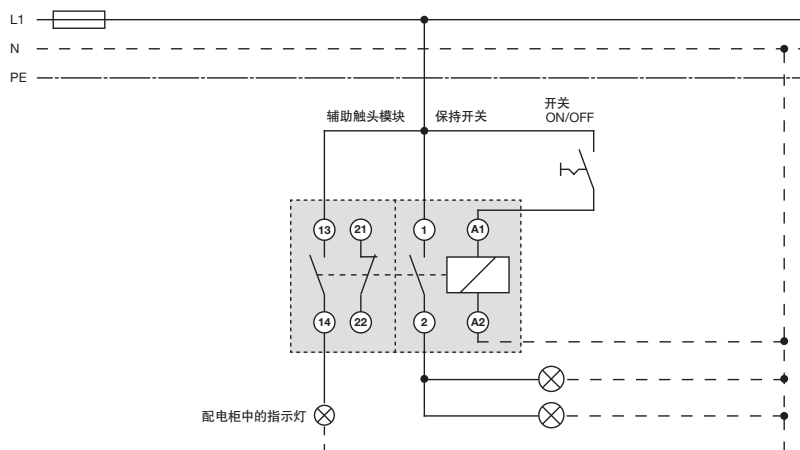 L1
N
PE
辅助触头模块
保持开关
开关
ON/OFF
13 21 1 A1
14 22 2 A2
配电柜中的指示灯